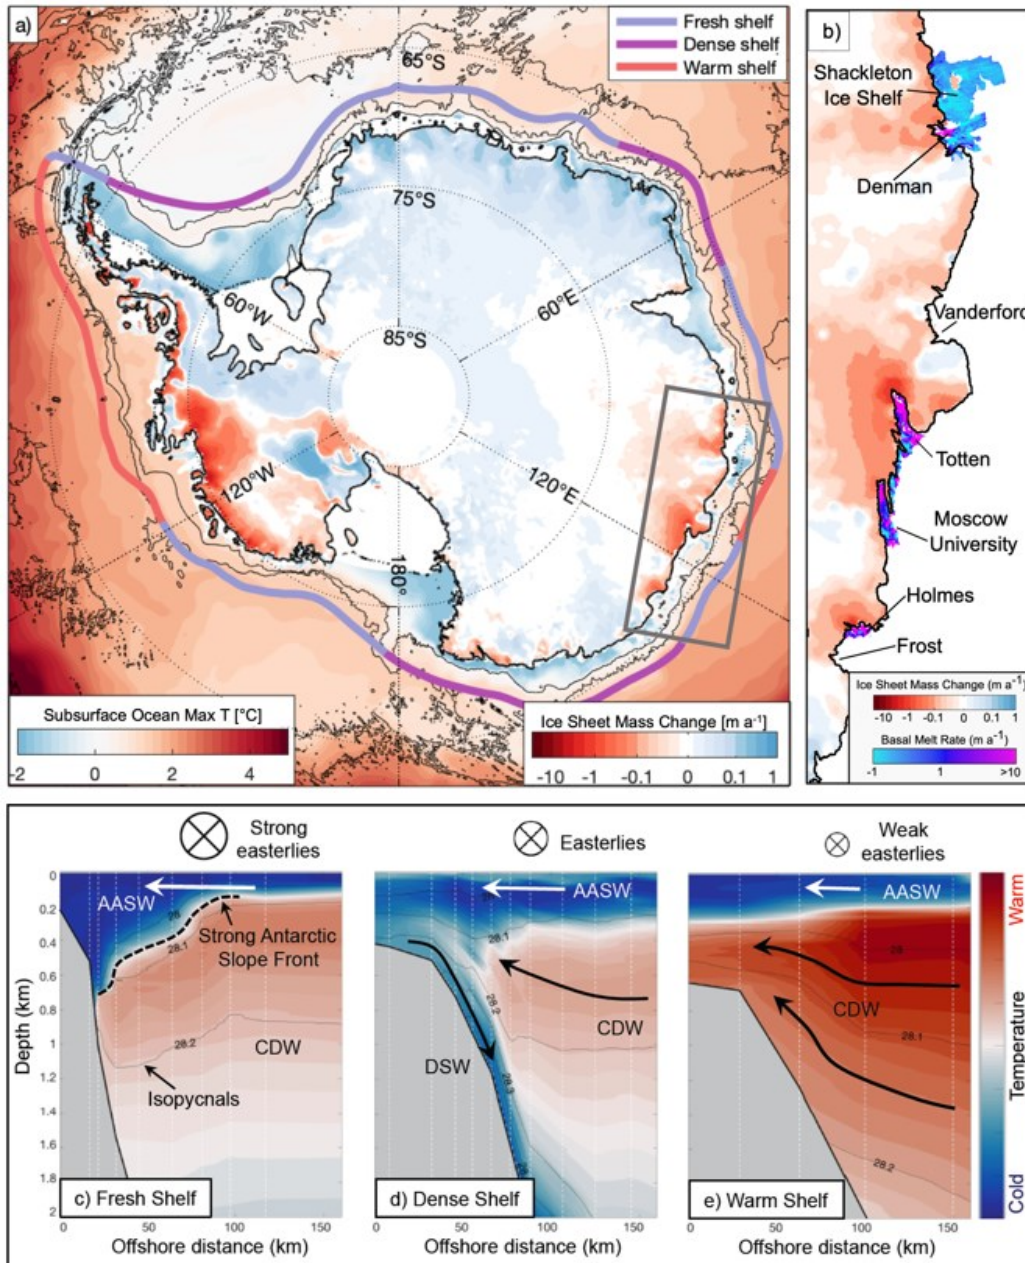 a)
Fresh shelf
Dense shelf
Warm shelf
65°S
75°S
85°S
60°W
60°E
120°W
120°E
180°
Subsurface Ocean Max T [°C]
-2 0 2 4
Ice Sheet Mass Change [m a-1]
-10 -1 -0.1 0 0.1 1
b)
Shackleton
Ice Shelf
Denman
Vanderford
Totten
Moscow
University
Holmes
Frost
Ice Sheet Mass Change (m a-1)
-10 -1 -0.1 0 0.1 1
Basal Melt Rate (m a-1)
-1 1 >10
Strong
easterlies
Easterlies
Weak
easterlies
Depth (km)
0
0.2
0.4
0.6
0.8
1
1.2
1.4
1.6
1.8
2
AASW
28
28.1
Strong Antarctic
Slope Front
28.2
CDW
Isopycnals
c) Fresh Shelf
0 50 100 150
Offshore distance (km)
AASW
28
28.1
28.2
CDW
DSW
28.3
28
d) Dense Shelf
0 50 100 150
Offshore distance (km)
AASW
28
CDW
28.1
28.2
e) Warm Shelf
0 50 100 150
Offshore distance (km)
Warm
Temperature
Cold